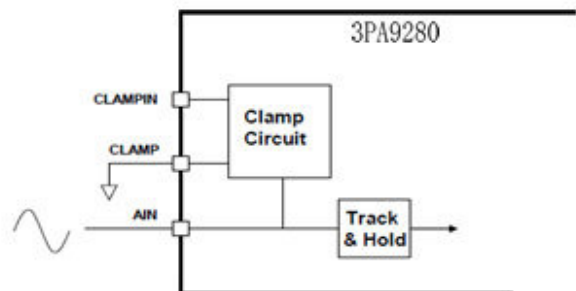 3PA9280
CLAMPIN
Clamp
Circuit
CLAMP
AIN
Track
& Hold